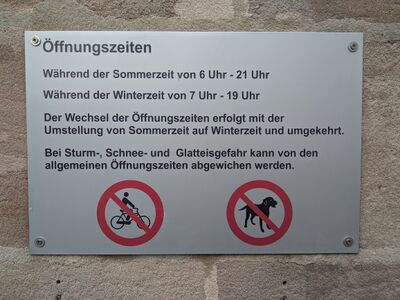 Öffnungszeiten
Während der Sommerzeit von 6 Uhr - 21 Uhr
Während der Winterzeit von 7 Uhr - 19 Uhr
Der Wechsel der Öffnungszeiten erfolgt mit der
Umstellung von Sommerzeit auf Winterzeit und umgekehrt.
Bei Sturm-, Schnee- und Glatteisgefahr kann von den
allgemeinen Öffnungszeiten abgewichen werden.